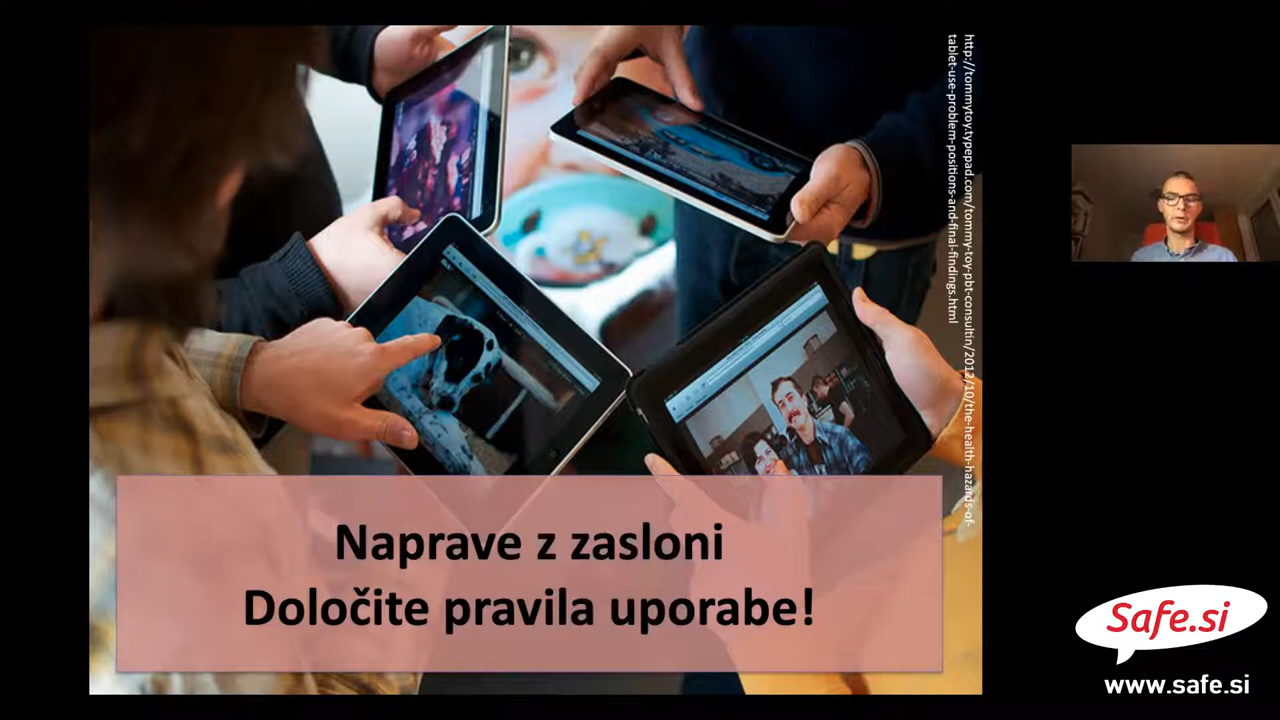 http://tommytoy.typepad.com/tommy-toy-pbt-consultin/2012/10/the-health-hazards-of-
tablet-use-problem-positions-and-final-findings.html
Naprave z zasloni
Določite pravila uporabe!
Safe.si
www.safe.si